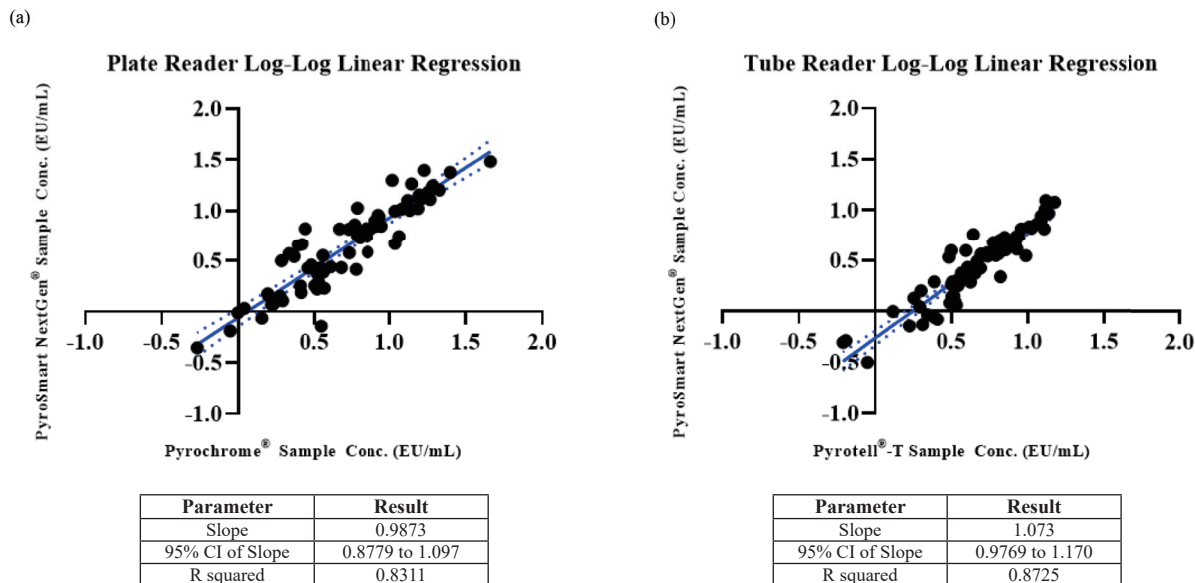 (a)
Plate Reader Log-Log Linear Regression
PyroSmart NextGen® Sample Conc. (EU/mL)
2.0
1.5
1.0
0.5
-1.0
-0.5
0.5
1.0
1.5
2.0
-0.5
-1.0
Pyrochrome® Sample Conc. (EU/mL)
Parameter Result
Slope 0.9873
95% CI of Slope 0.8779 to 1.097
R squared 0.8311
(b)
Tube Reader Log-Log Linear Regression
PyroSmart NextGen® Sample Conc. (EU/mL)
2.0
1.5
1.0
0.5
-1.0
-0.5
0.5
1.0
1.5
2.0
-0.5
-1.0
Pyrotell®-T Sample Conc. (EU/mL)
Parameter Result
Slope 1.073
95% CI of Slope 0.9769 to 1.170
R squared 0.8725